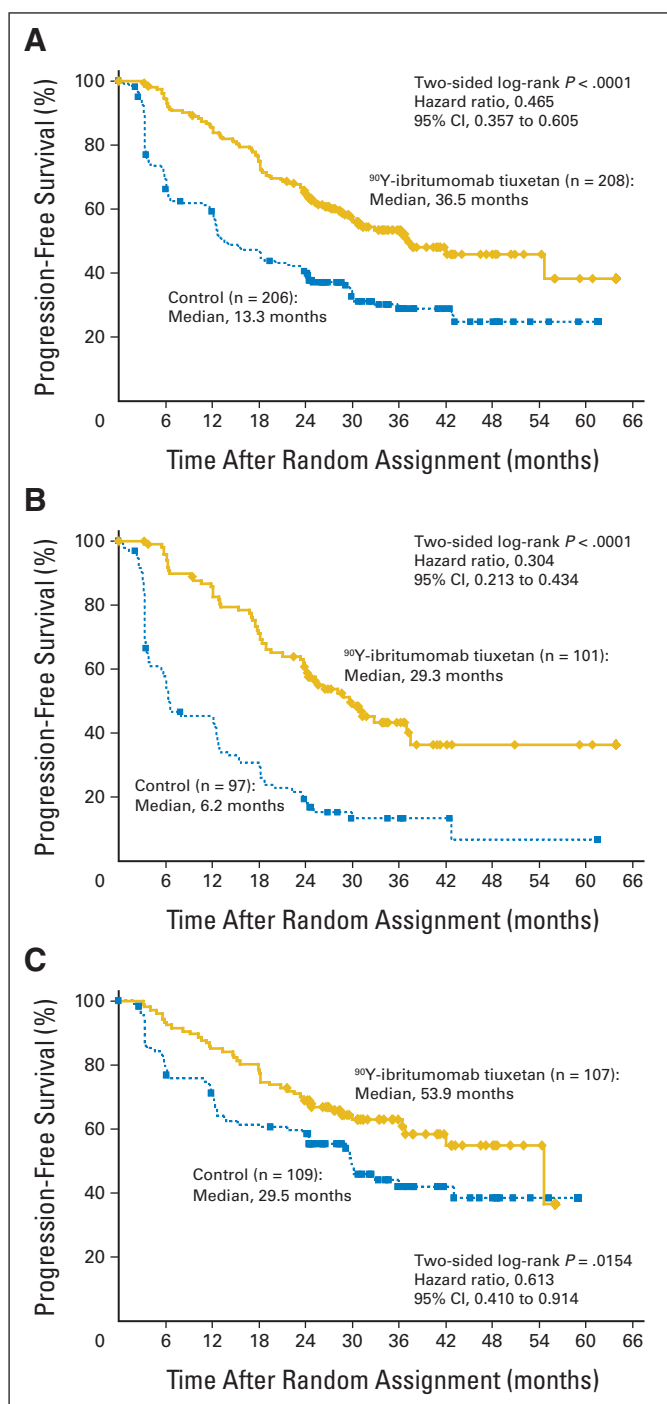 A
Progression-Free Survival (%)
100
80
60
40
20
0
6
12
18
24
30
36
42
48
54
60
66
Time After Random Assignment (months)
Two-sided log-rank P < .0001
Hazard ratio, 0.465
95% CI, 0.357 to 0.605
⁹⁰Y-ibritumomab tiuxetan (n = 208):
Median, 36.5 months
Control (n = 206):
Median, 13.3 months
B
Progression-Free Survival (%)
100
80
60
40
20
0
6
12
18
24
30
36
42
48
54
60
66
Time After Random Assignment (months)
Two-sided log-rank P < .0001
Hazard ratio, 0.304
95% CI, 0.213 to 0.434
⁹⁰Y-ibritumomab tiuxetan (n = 101):
Median, 29.3 months
Control (n = 97):
Median, 6.2 months
C
Progression-Free Survival (%)
100
80
60
40
20
0
6
12
18
24
30
36
42
48
54
60
66
Time After Random Assignment (months)
⁹⁰Y-ibritumomab tiuxetan (n = 107):
Median, 53.9 months
Control (n = 109):
Median, 29.5 months
Two-sided log-rank P = .0154
Hazard ratio, 0.613
95% CI, 0.410 to 0.914